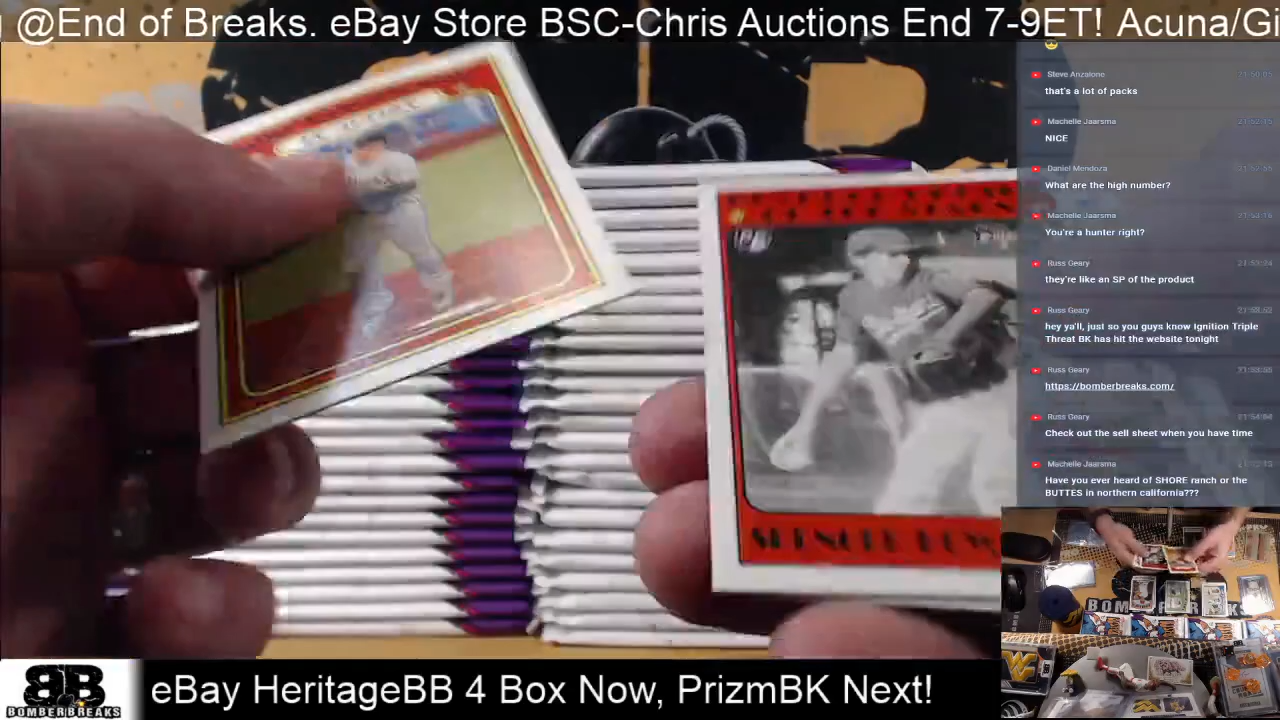 @End of Breaks. eBay Store BSC-Chris Auctions End 7-9ET! Acuna/Gi
Steve Anzalone
that's a lot of packs
Machelle Jaarsma
NICE
Daniel Mendoza
What are the high number?
Machelle Jaarsma
You're a hunter right?
Russ Geary
they're like an SP of the product
Russ Geary
hey ya'll, just so you guys know Ignition Triple
Threat BK has hit the website tonight
Russ Geary
https://bomberbreaks.com/
Russ Geary
Check out the sell sheet when you have time
Machelle Jaarsma
Have you ever heard of SHORE ranch or the
BUTTES in northern california???
BB
BOMBERBREAKS
eBay HeritageBB 4 Box Now, PrizmBK Next!